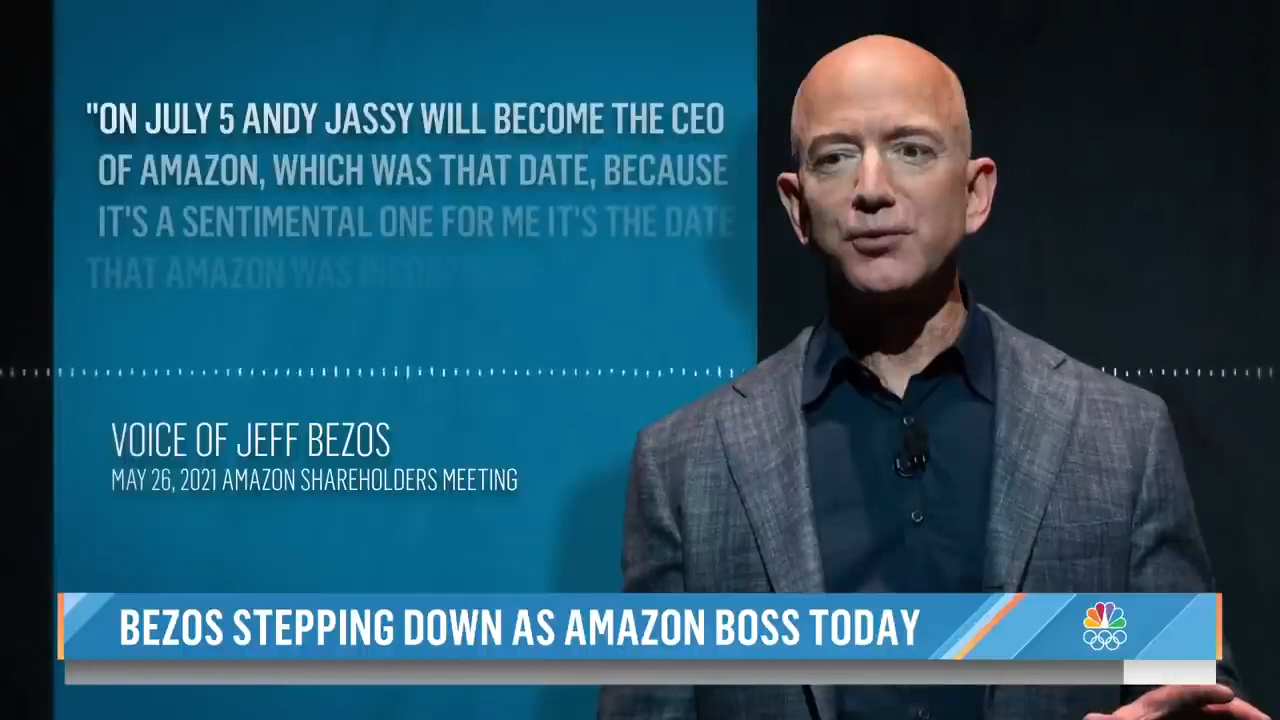 "ON JULY 5 ANDY JASSY WILL BECOME THE CEO
OF AMAZON, WHICH WAS THAT DATE, BECAUSE
IT'S A SENTIMENTAL ONE FOR ME IT'S THE DATE
THAT AMAZON WAS
VOICE OF JEFF BEZOS
MAY 26, 2021 AMAZON SHAREHOLDERS MEETING
BEZOS STEPPING DOWN AS AMAZON BOSS TODAY